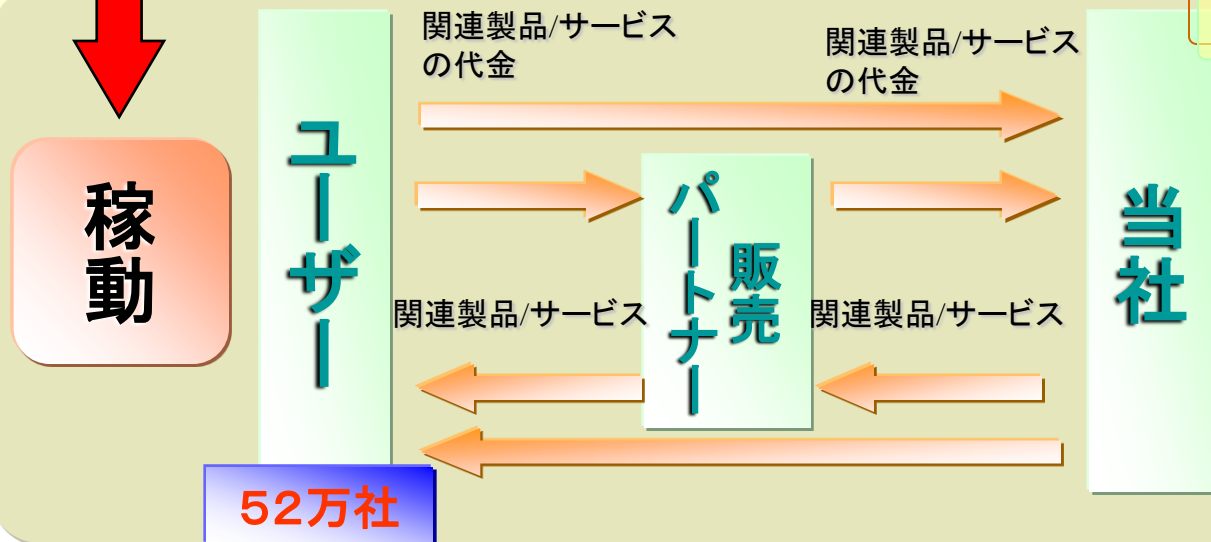 関連製品/サービス
の代金
関連製品/サービス
の代金
稼動
ユーザー
販売
パートナー
当社
関連製品/サービス
関連製品/サービス
52万社